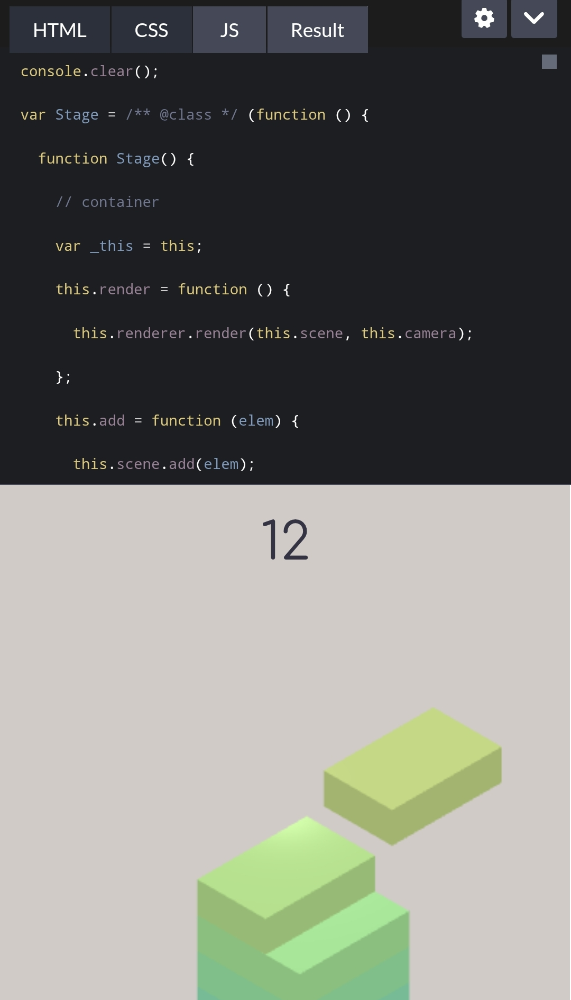 HTML CSS JS Result
console.clear();
var Stage = /** @class */ (function () {
function Stage() {
// container
var _this = this;
this.render = function () {
this.renderer.render(this.scene, this.camera);
};
this.add = function (elem) {
this.scene.add(elem);
12